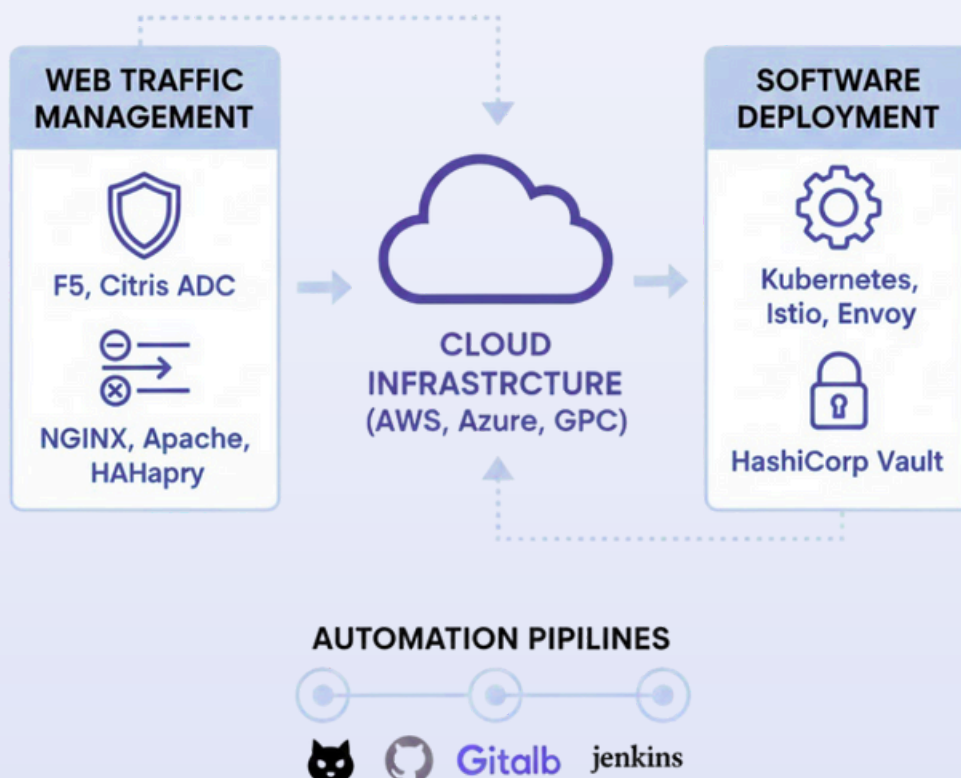 WEB TRAFFIC
MANAGEMENT
F5, Citris ADC
NGINX, Apache,
HAHapry
CLOUD
INFRASTRCTURE
(AWS, Azure, GPC)
SOFTWARE
DEPLOYMENT
Kubernetes,
Istio, Envoy
HashiCorp Vault
AUTOMATION PIPILINES
Gitalb
jenkins